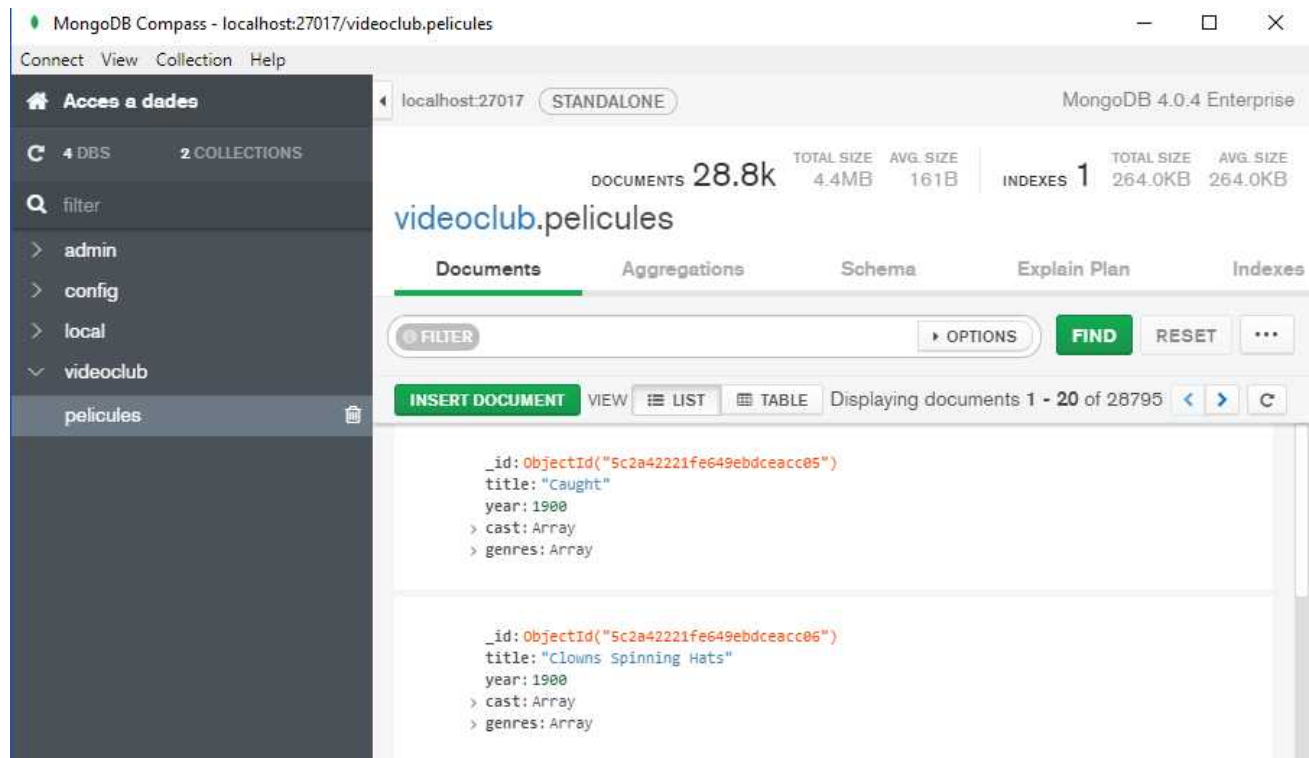 MongoDB Compass - localhost:27017/videoclub.pelicules
Connect View Collection Help
Acces a dades
4 DBS 2 COLLECTIONS
filter
admin
config
local
videoclub
pelicules
localhost:27017 STANDALONE MongoDB 4.0.4 Enterprise
DOCUMENTS 28.8k TOTAL SIZE 4.4MB AVG. SIZE 161B INDEXES 1 TOTAL SIZE 264.0KB AVG. SIZE 264.0KB
videoclub.pelicules
Documents Aggregations Schema Explain Plan Indexes
FILTER OPTIONS FIND RESET ...
INSERT DOCUMENT VIEW LIST TABLE Displaying documents 1 - 20 of 28795
_id: ObjectId("5c2a42221fe649ebdceacc05")
title: "Caught"
year: 1900
> cast: Array
> genres: Array
_id: ObjectId("5c2a42221fe649ebdceacc06")
title: "Clowns Spinning Hats"
year: 1900
> cast: Array
> genres: Array